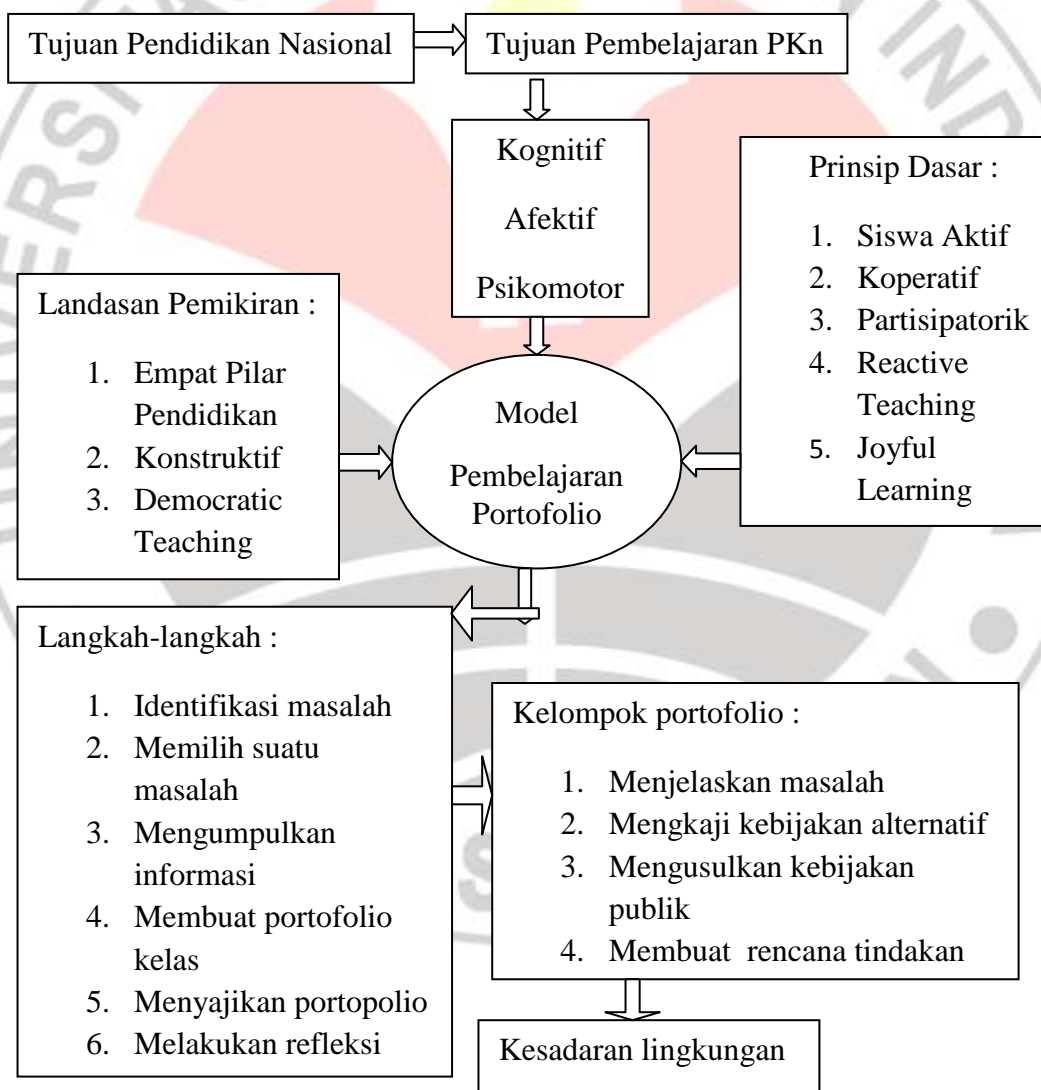 Tujuan Pendidikan Nasional
Tujuan Pembelajaran PKn
Kognitif
Afektif
Psikomotor
Prinsip Dasar :
1. Siswa Aktif
2. Koperatif
3. Partisipatorik
4. Reactive
Teaching
5. Joyful
Learning
Landasan Pemikiran :
1. Empat Pilar
Pendidikan
2. Konstruktif
3. Democratic
Teaching
Model
Pembelajaran
Portofolio
Langkah-langkah :
1. Identifikasi masalah
2. Memilih suatu
masalah
3. Mengumpulkan
informasi
4. Membuat portofolio
kelas
5. Menyajikan portopolio
6. Melakukan refleksi
Kelompok portofolio :
1. Menjelaskan masalah
2. Mengkaji kebijakan alternatif
3. Mengusulkan kebijakan
publik
4. Membuat rencana tindakan
Kesadaran lingkungan